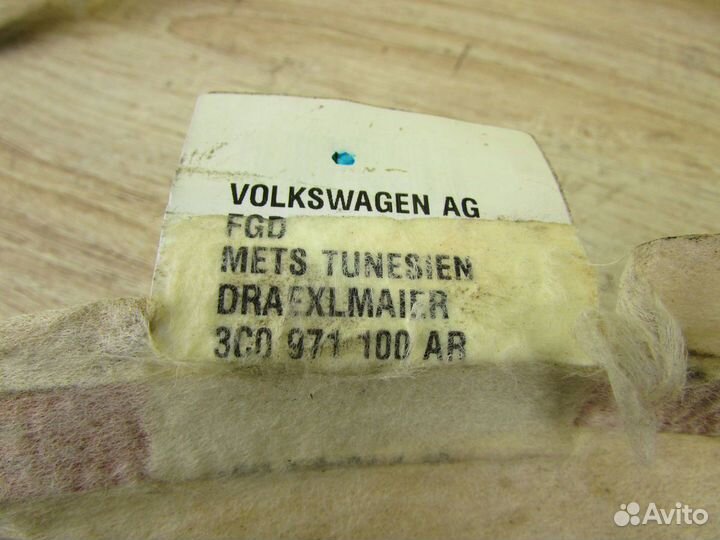 VOLKSWAGEN AG
FGD
METS TUNESIEN
DRAEXLMAIER
3C0 971 100 AR
Avito